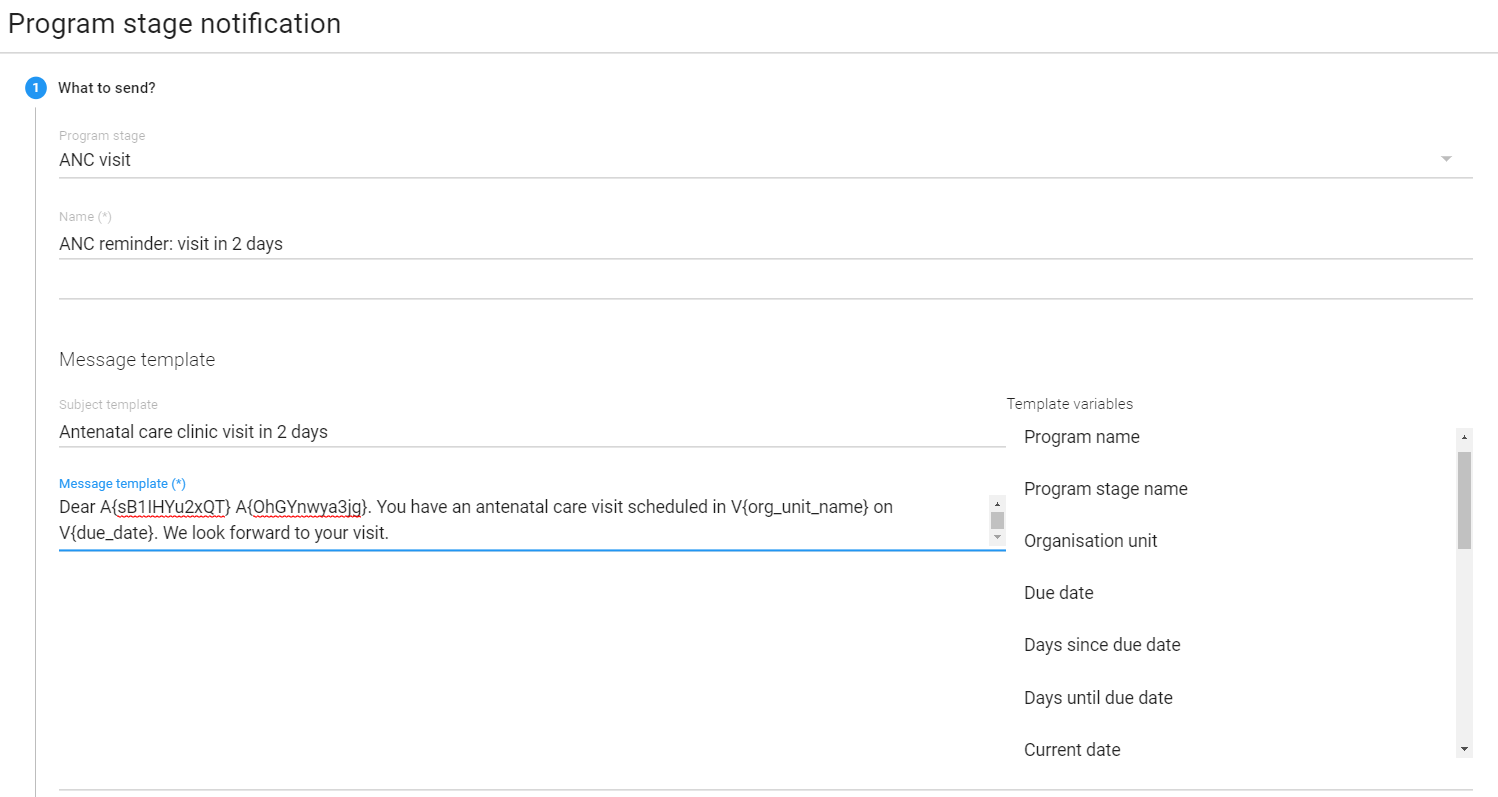 Program stage notification
1 What to send?
Program stage
ANC visit
Name (*)
ANC reminder: visit in 2 days
Message template
Subject template
Antenatal care clinic visit in 2 days
Message template (*)
Dear A{sB1IHYu2xQT} A{OhGYnwya3jg}. You have an antenatal care visit scheduled in V{org_unit_name} on
V{due_date}. We look forward to your visit.
Template variables
Program name
Program stage name
Organisation unit
Due date
Days since due date
Days until due date
Current date